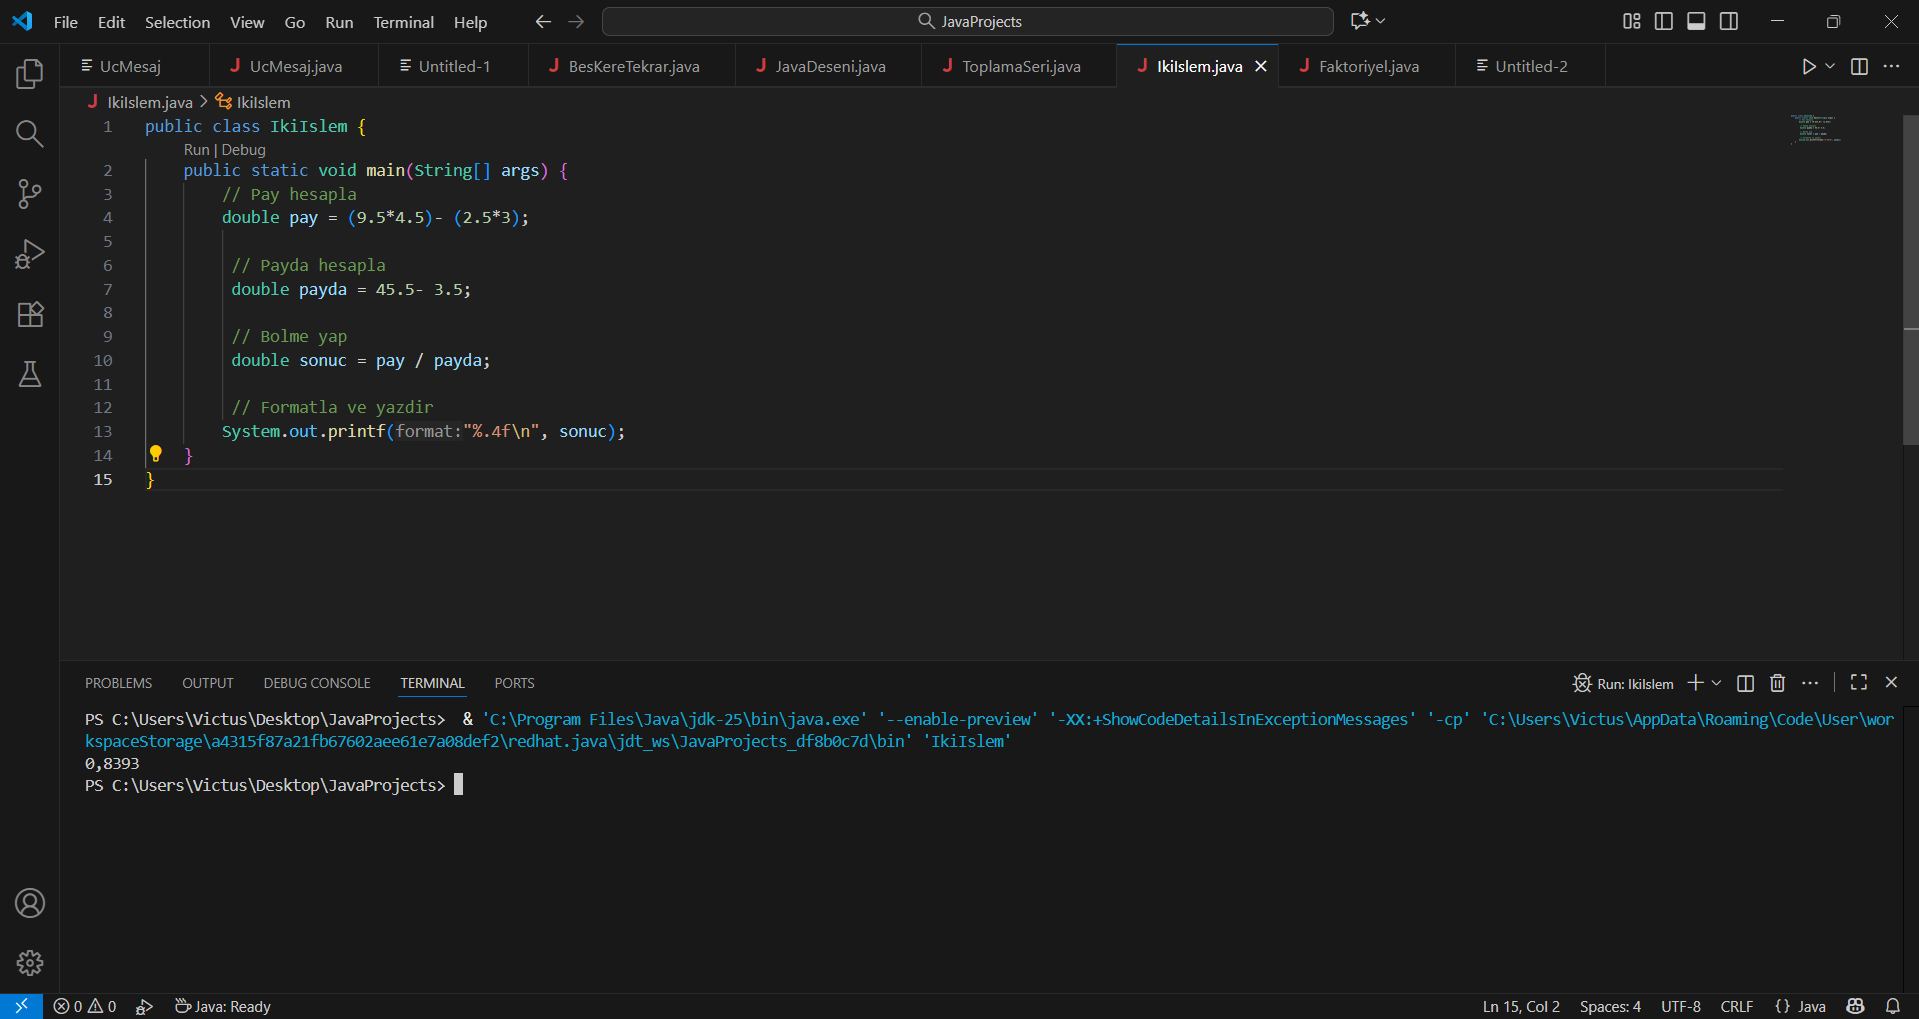 File Edit Selection View Go Run Terminal Help
JavaProjects
UcMesaj UcMesaj.java Untitled-1 BesKereTekrar.java JavaDeseni.java ToplamaSeri.java IkiIslem.java Faktoriyel.java Untitled-2
IkiIslem.java > IkiIslem
1 public class IkiIslem {
Run | Debug
2 public static void main(String[] args) {
3 // Pay hesapla
4 double pay = (9.5*4.5)- (2.5*3);
5
6 // Payda hesapla
7 double payda = 45.5- 3.5;
8
9 // Bolme yap
10 double sonuc = pay / payda;
11
12 // Formatla ve yazdir
13 System.out.printf(format:"%.4f\n", sonuc);
14 }
15 }
PROBLEMS OUTPUT DEBUG CONSOLE TERMINAL PORTS
Run: IkiIslem
PS C:\Users\Victus\Desktop\JavaProjects> & 'C:\Program Files\Java\jdk-25\bin\java.exe' '--enable-preview' '-XX:+ShowCodeDetailsInExceptionMessages' '-cp' 'C:\Users\Victus\AppData\Roaming\Code\User\wor
kspaceStorage\a4315f87a21fb67602aee61e7a08def2\redhat.java\jdt_ws\JavaProjects_df8b0c7d\bin' 'IkiIslem'
0,8393
PS C:\Users\Victus\Desktop\JavaProjects>
0 0 Java: Ready
Ln 15, Col 2 Spaces: 4 UTF-8 CRLF {} Java